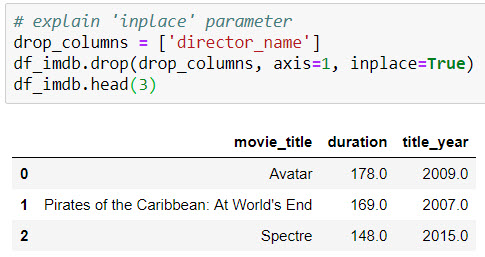 # explain 'inplace' parameter
drop_columns = ['director_name']
df_imdb.drop(drop_columns, axis=1, inplace=True)
df_imdb.head(3)
movie_title duration title_year
0 Avatar 178.0 2009.0
1 Pirates of the Caribbean: At World's End 169.0 2007.0
2 Spectre 148.0 2015.0